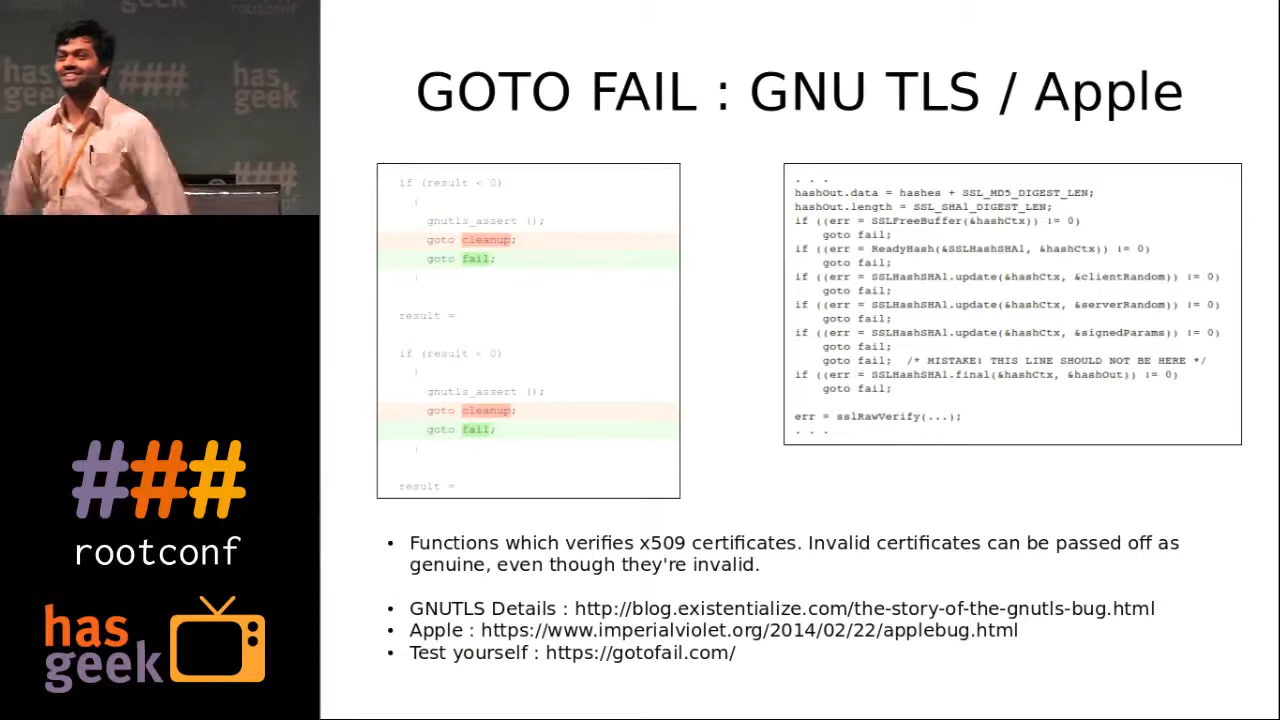 has
geek
###
has
geek
###
GOTO FAIL : GNU TLS / Apple
if (result < 0)
{
gnutls_assert ();
goto cleanup;
goto fail;
}
result =
if (result < 0)
{
gnutls_assert ();
goto cleanup;
goto fail;
}
result =
. . .
hashOut.data = hashes + SSL_MD5_DIGEST_LEN;
hashOut.length = SSL_SHA1_DIGEST_LEN;
if ((err = SSLFreeBuffer(&hashCtx)) != 0)
goto fail;
if ((err = ReadyHash(&SSLHashSHA1, &hashCtx)) != 0)
goto fail;
if ((err = SSLHashSHA1.update(&hashCtx, &clientRandom)) != 0)
goto fail;
if ((err = SSLHashSHA1.update(&hashCtx, &serverRandom)) != 0)
goto fail;
if ((err = SSLHashSHA1.update(&hashCtx, &signedParams)) != 0)
goto fail;
goto fail; /* MISTAKE! THIS LINE SHOULD NOT BE HERE */
if ((err = SSLHashSHA1.final(&hashCtx, &hashOut)) != 0)
goto fail;
err = sslRawVerify(...);
. . .
• Functions which verifies x509 certificates. Invalid certificates can be passed off as
genuine, even though they're invalid.
• GNUTLS Details : http://blog.existentialize.com/the-story-of-the-gnutls-bug.html
• Apple : https://www.imperialviolet.org/2014/02/22/applebug.html
• Test yourself : https://gotofail.com/
###
rootconf
has
geek